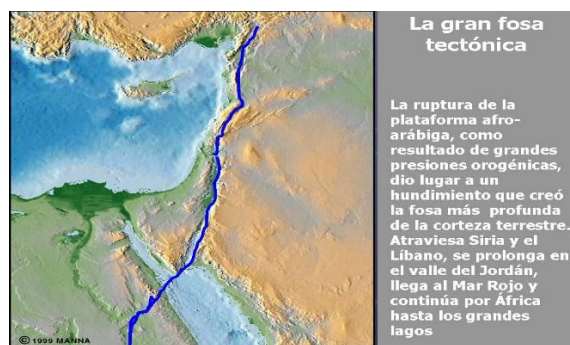 La gran fosa
tectónica
La ruptura de la
plataforma afro-
arábiga, como
resultado de grandes
presiones orogénicas,
dio lugar a un
hundimiento que creó
la fosa más profunda
de la corteza terrestre.
Atraviesa Siria y el
Líbano, se prolonga en
el valle del Jordán,
llega al Mar Rojo y
continúa por África
hasta los grandes
lagos
© 1999 MANNA